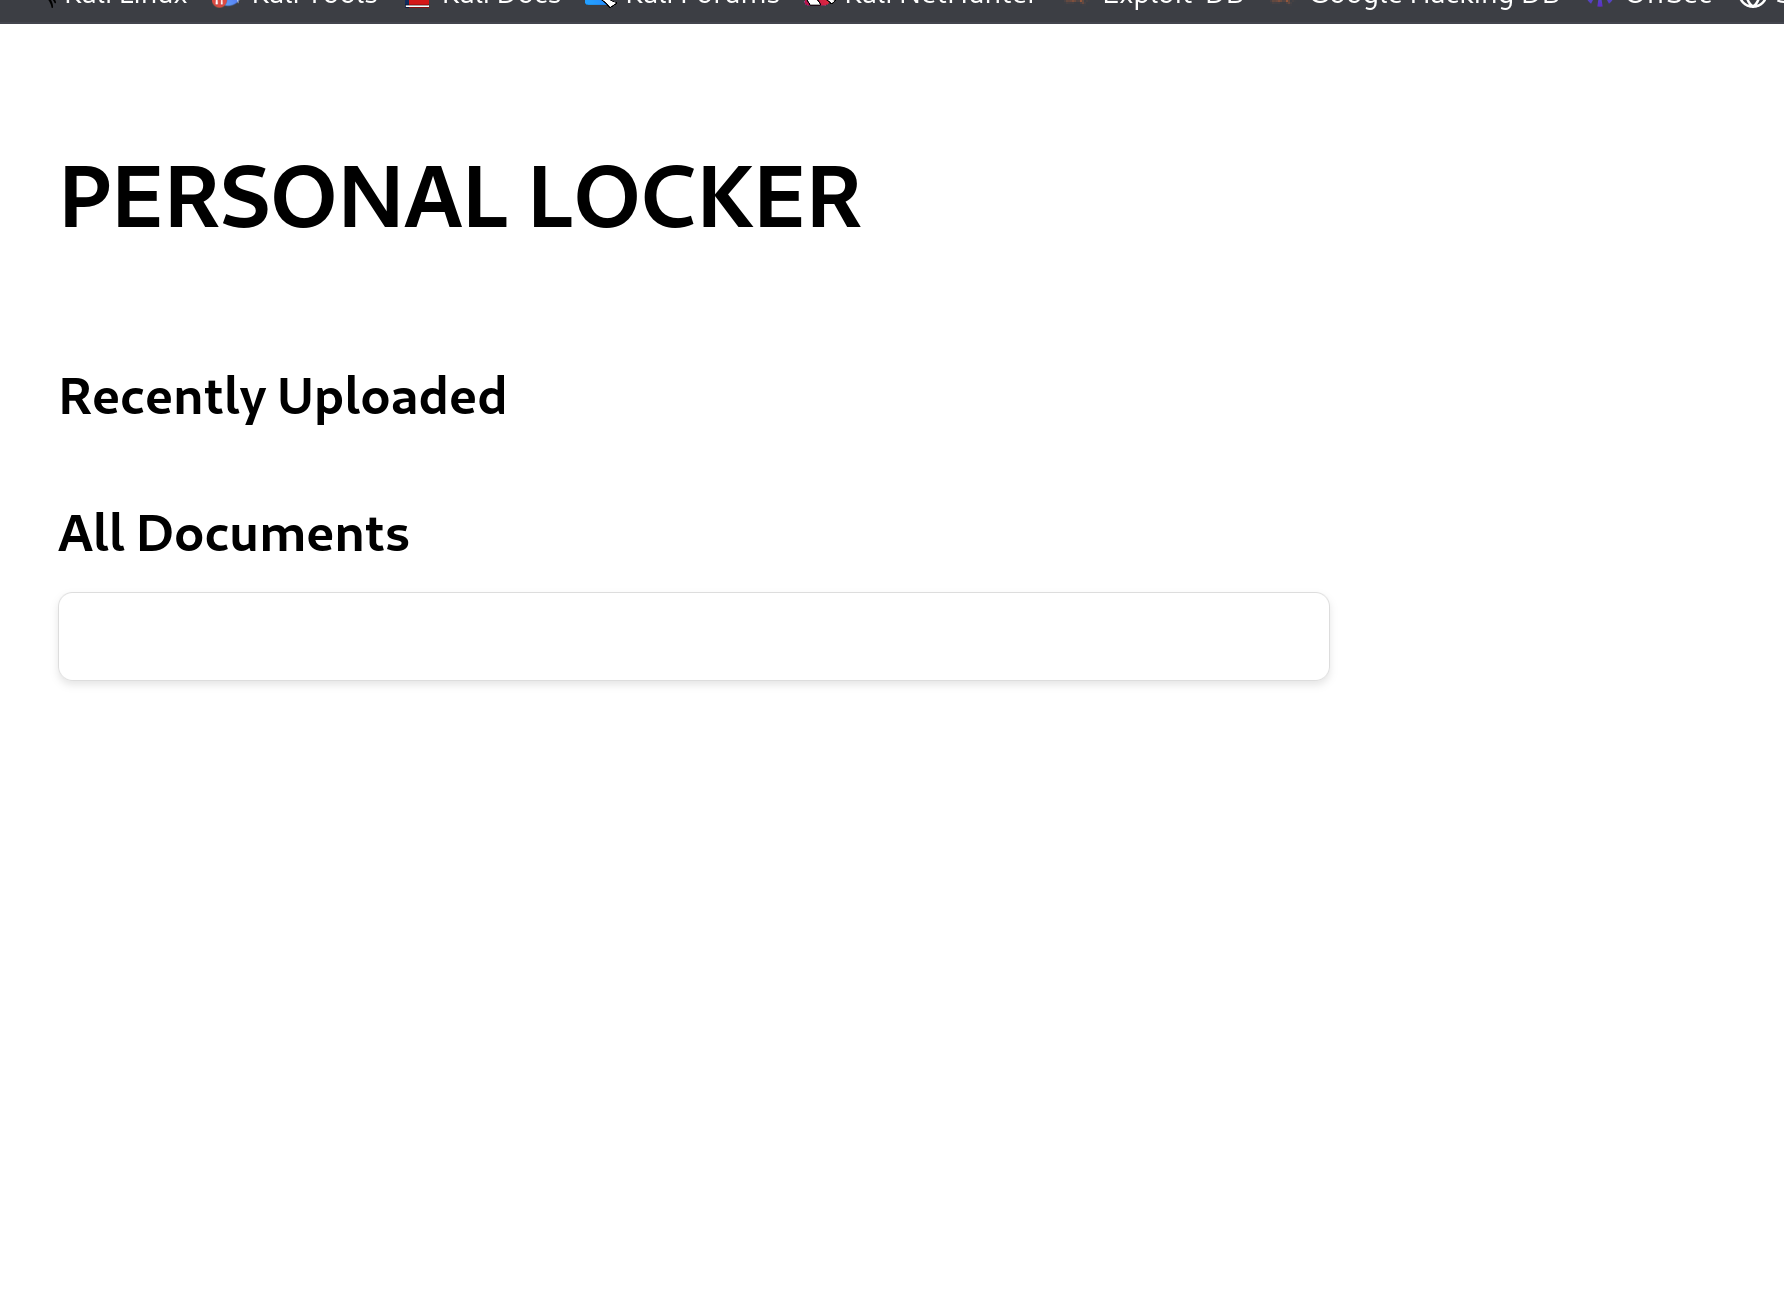 Kali Linux Kali Tools Kali Docs Kali Forums Kali NetHunter Exploit-DB Google Hacking DB OffSec
PERSONAL LOCKER
Recently Uploaded
All Documents